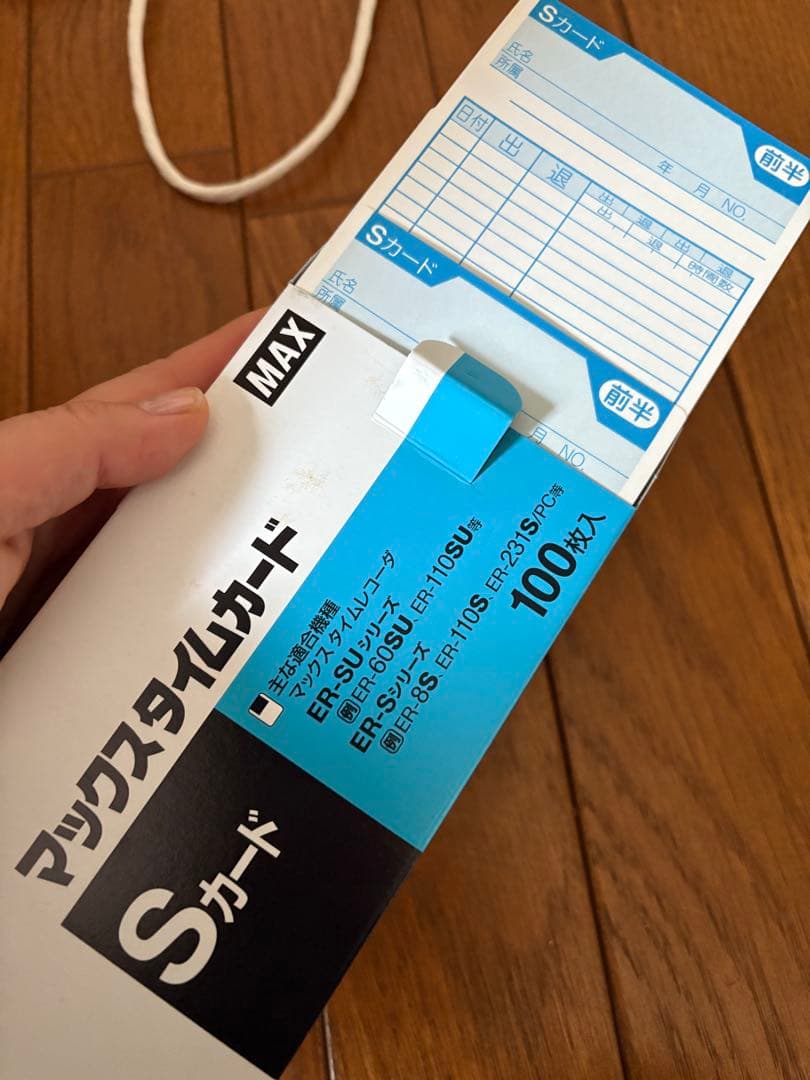 Sカード
氏名
所属
年 月 NO.
前半
日付 出 退 出 退 出 退
出 退 時間数
Sカード
氏名
所属
前半
月 NO.
MAX
マックスタイムカード
Sカード
主な適合機種
マックスタイムレコーダ
ER-SUシリーズ
例 ER-60SU、ER-110SU等
ER-Sシリーズ
例 ER-8S、ER-110S、ER-231S/PC等
100枚入